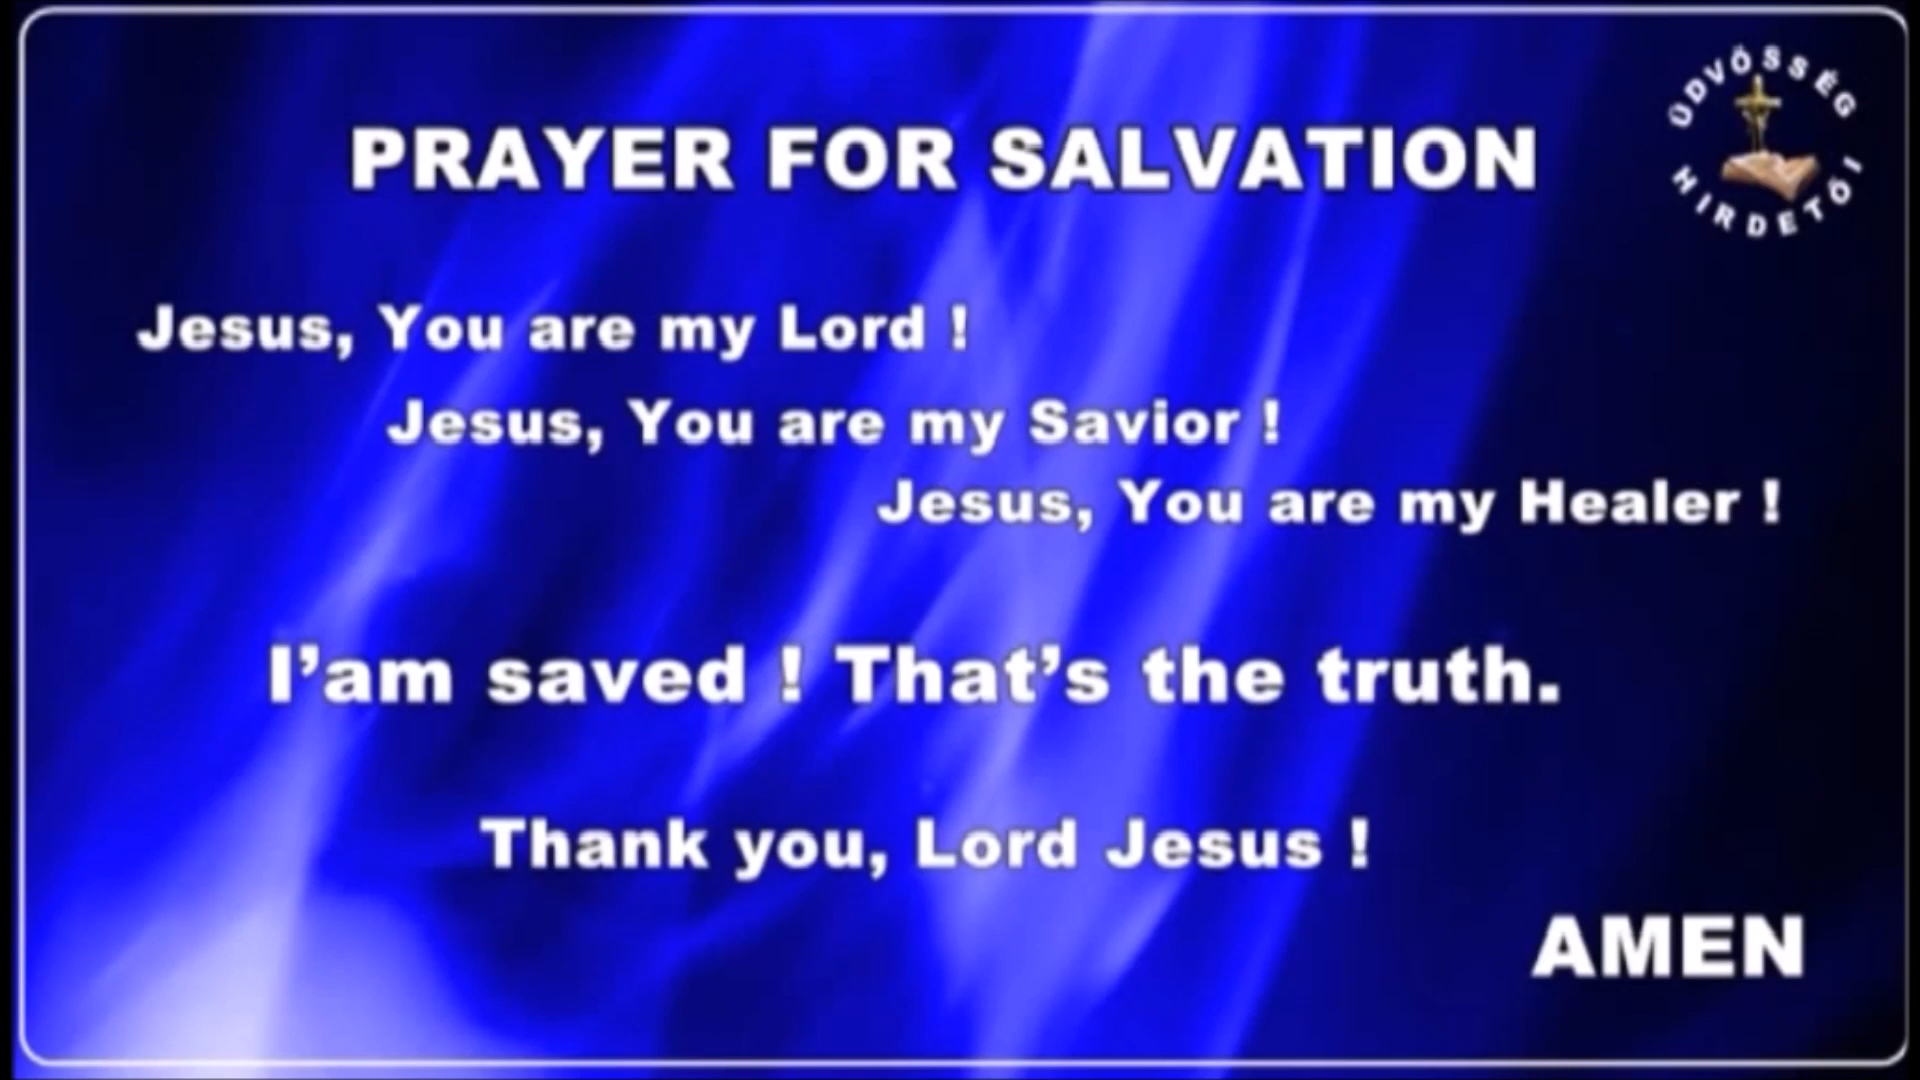 PRAYER FOR SALVATION
ÜDVÖSSÉG
HIRDETŐI
Jesus, You are my Lord !
Jesus, You are my Savior !
Jesus, You are my Healer !
I’am saved ! That’s the truth.
Thank you, Lord Jesus !
AMEN